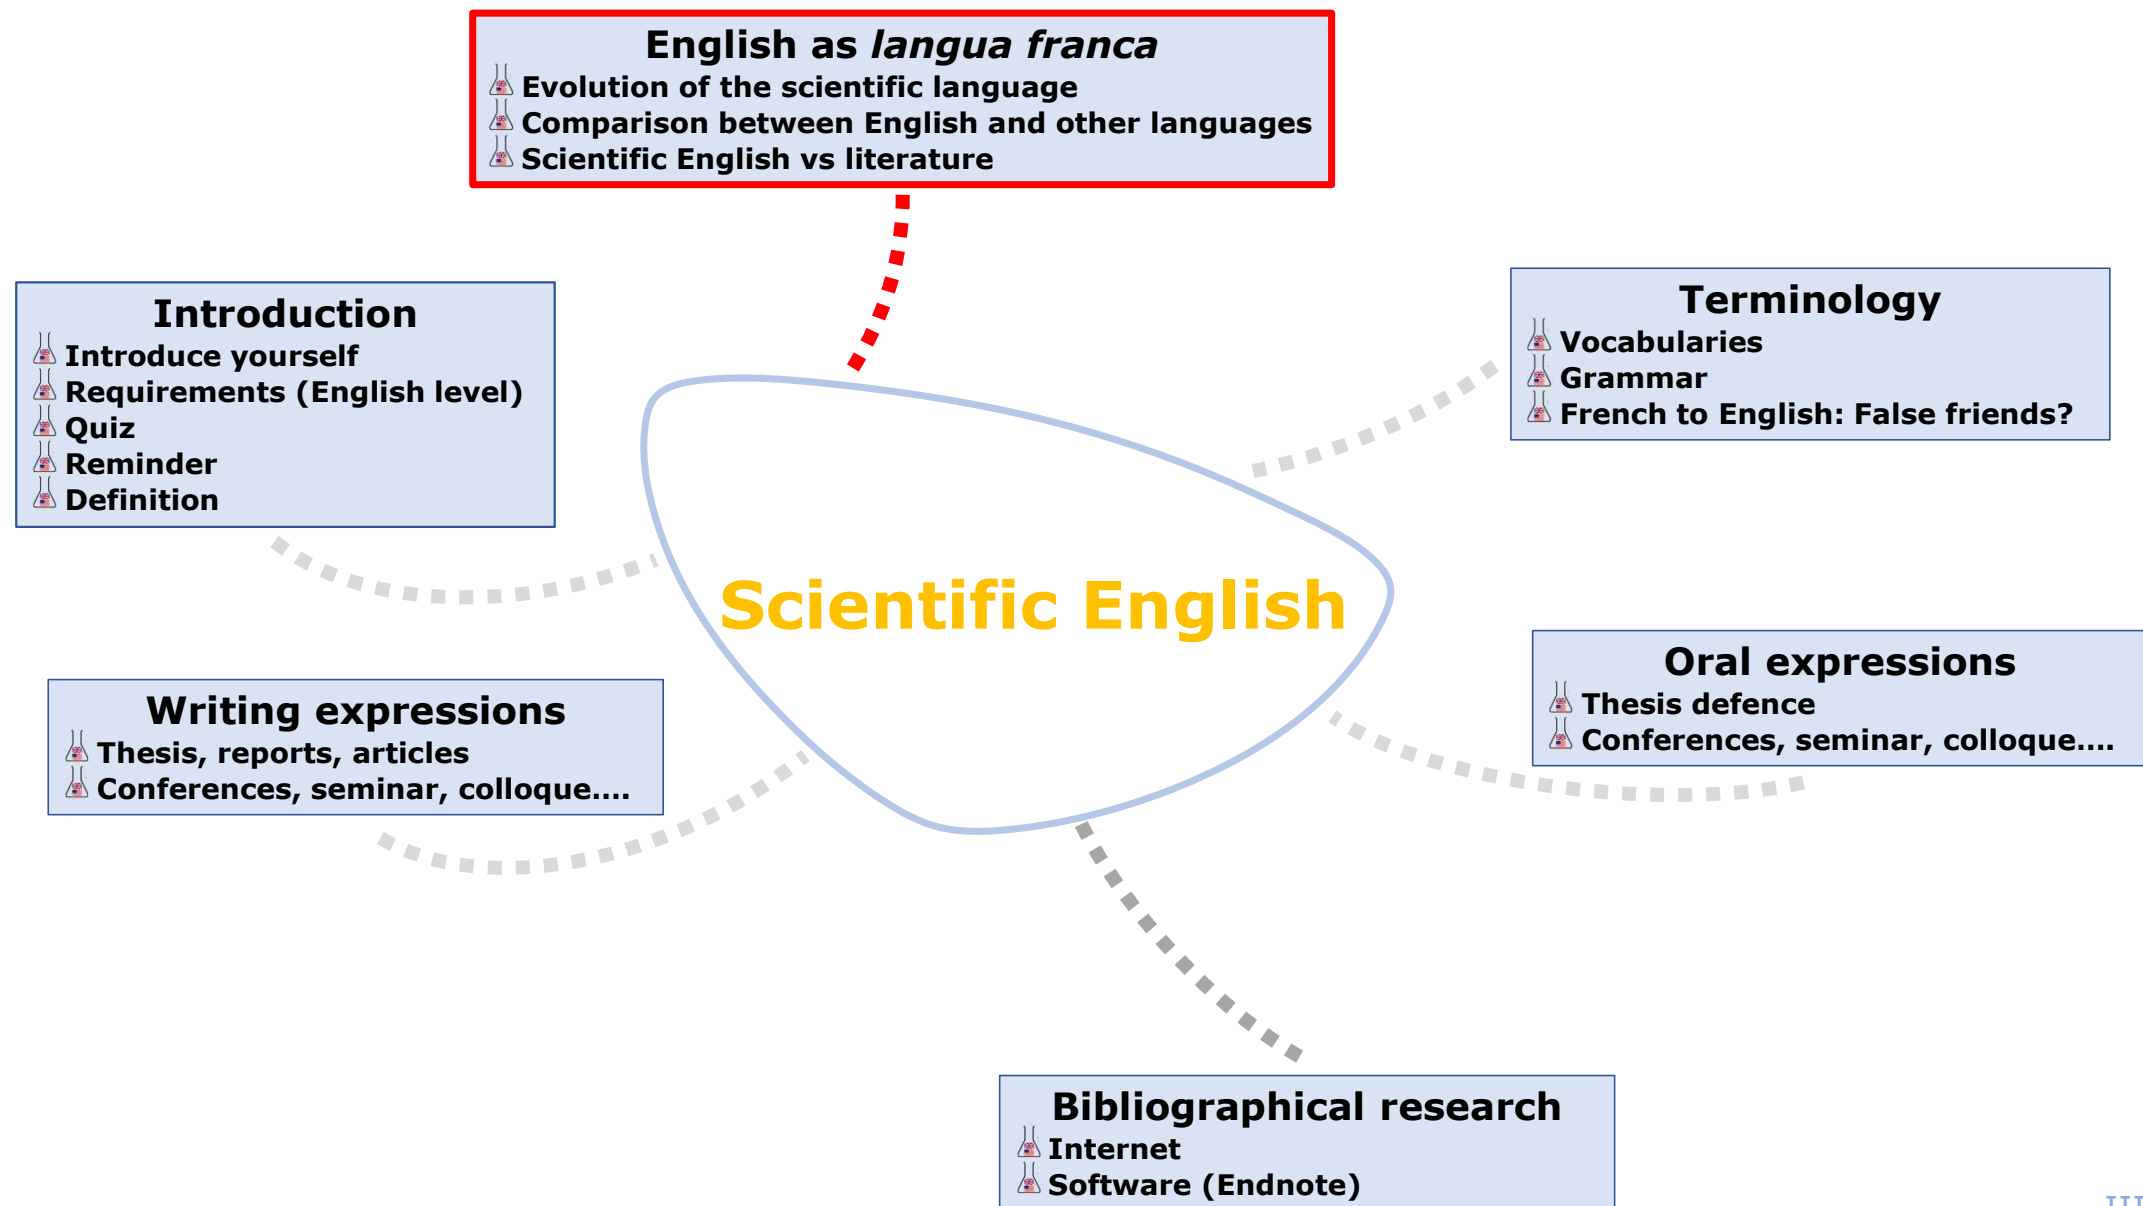 English as langua franca
Evolution of the scientific language
Comparison between English and other languages
Scientific English vs literature
Introduction
Introduce yourself
Requirements (English level)
Quiz
Reminder
Definition
Terminology
Vocabularies
Grammar
French to English: False friends?
Scientific English
Writing expressions
Thesis, reports, articles
Conferences, seminar, colloque....
Oral expressions
Thesis defence
Conferences, seminar, colloque....
Bibliographical research
Internet
Software (Endnote)